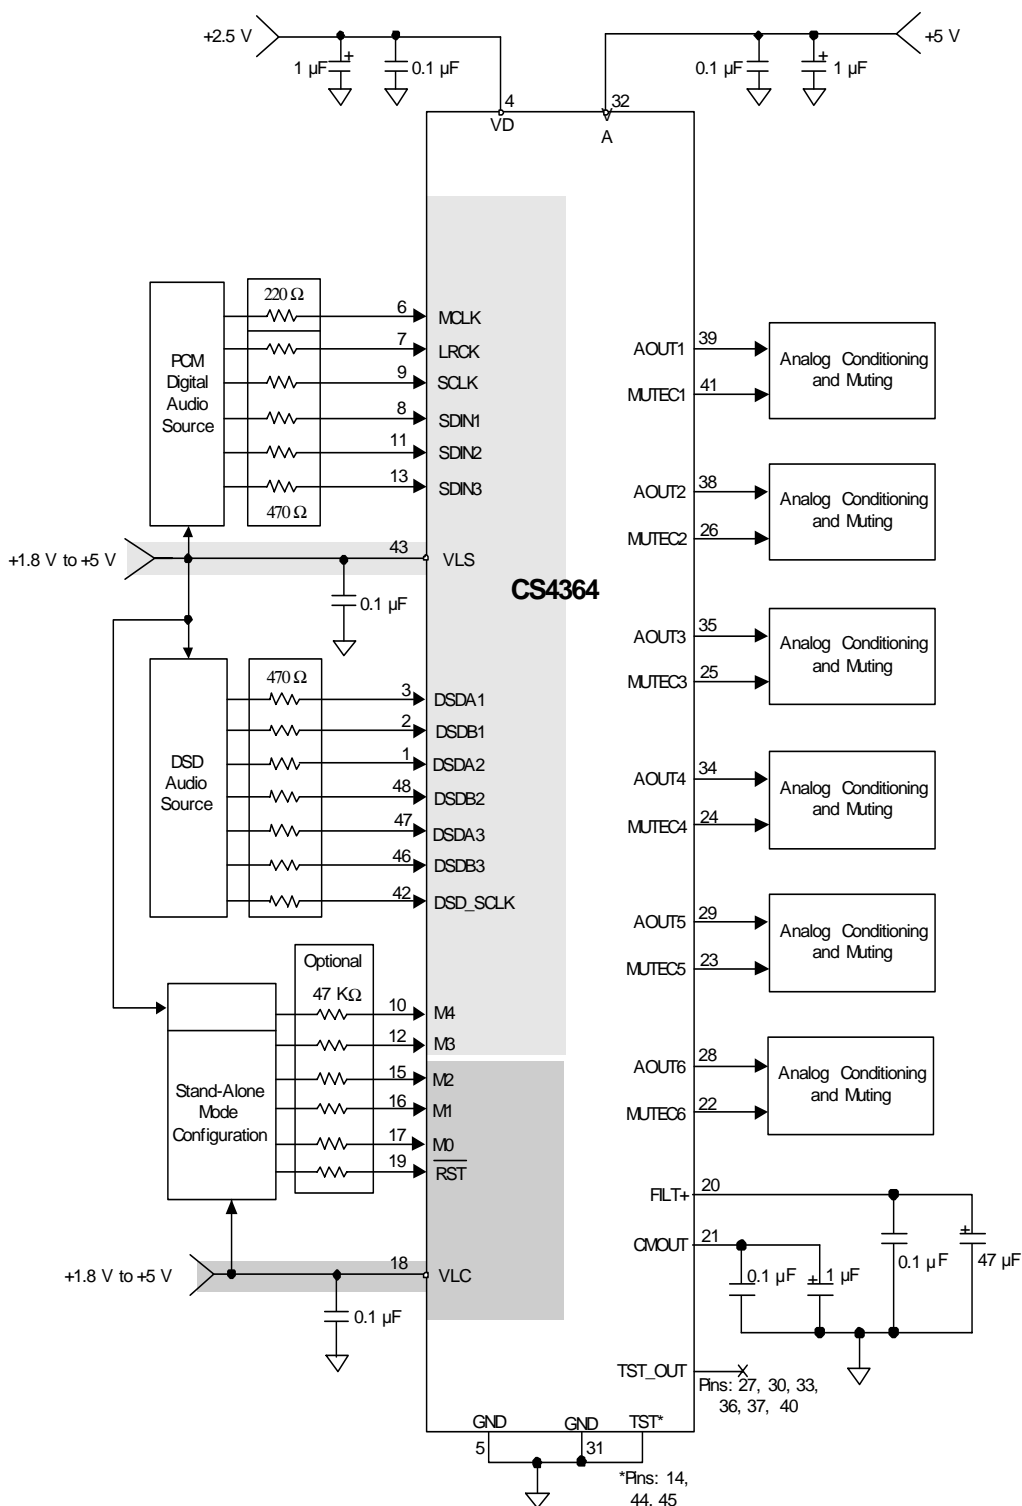 +2.5 V
1 µF
+
0.1 µF
0.1 µF
+
1 µF
+5 V
4
32
VD
V
A
220 Ω
6
MCLK
7
LRCK
9
SCLK
8
SDIN1
11
SDIN2
13
SDIN3
PCM
Digital
Audio
Source
470 Ω
+1.8 V to +5 V
43
VLS
0.1 µF
CS4364
470 Ω
3
DSDA1
2
DSDB1
1
DSDA2
48
DSDB2
47
DSDA3
46
DSDB3
42
DSD_SCLK
DSD
Audio
Source
Optional
47 KΩ
10
M4
12
M3
15
M2
16
M1
17
M0
19
RST
Stand-Alone
Mode
Configuration
+1.8 V to +5 V
18
VLC
0.1 µF
AOUT1
39
MUTEC1
41
Analog Conditioning
and Muting
AOUT2
38
MUTEC2
26
Analog Conditioning
and Muting
AOUT3
35
MUTEC3
25
Analog Conditioning
and Muting
AOUT4
34
MUTEC4
24
Analog Conditioning
and Muting
AOUT5
29
MUTEC5
23
Analog Conditioning
and Muting
AOUT6
28
MUTEC6
22
Analog Conditioning
and Muting
FILT+
20
CMOUT
21
0.1 µF
+
1 µF
0.1 µF
+
47 µF
TST_OUT
Pins: 27, 30, 33,
36, 37, 40
GND
GND
TST*
5
31
*Pins: 14,
44, 45